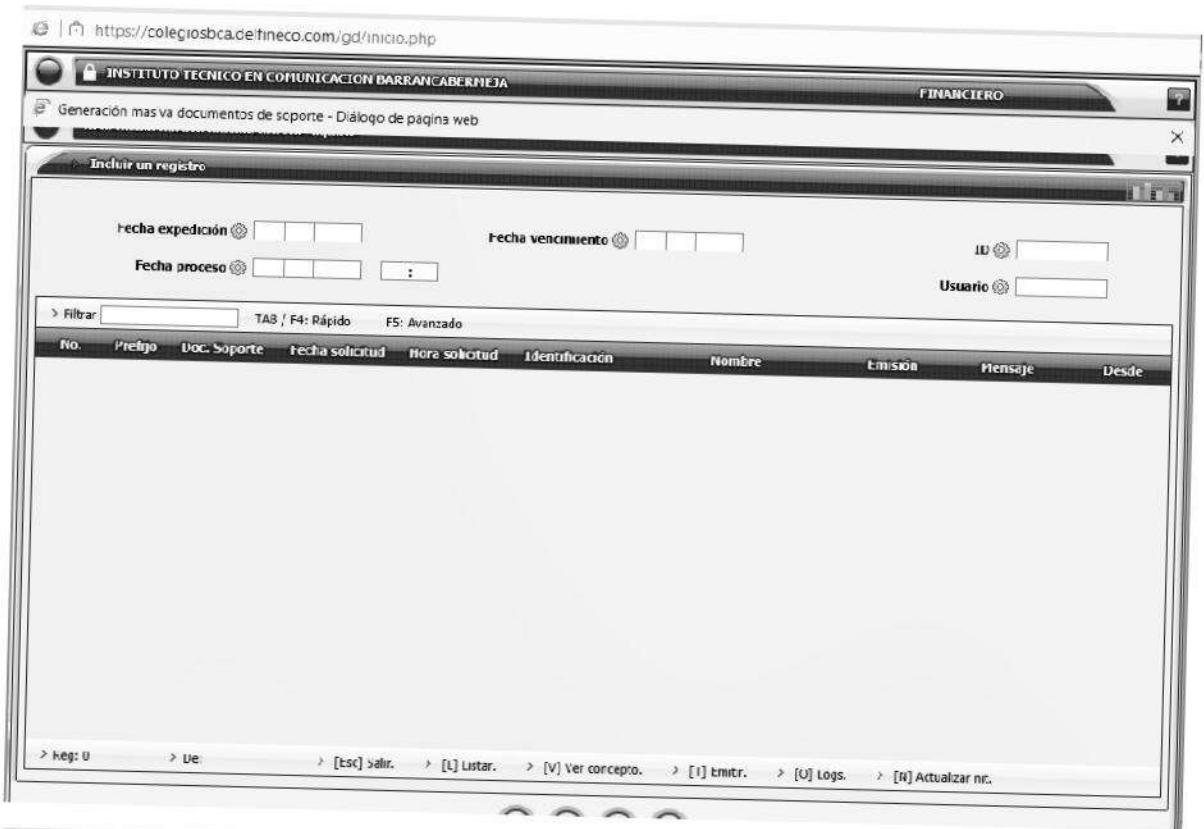 https://colegiosbca.delfineco.com/gd/inicio.php
INSTITUTO TECNICO EN COMUNICACION BARRANCABERMEJA FINANCIERO ?
Generación mas va documentos de soporte - Diálogo de pagina web
Incluir un registro
Fecha expedición Fecha vencimiento ID
Fecha proceso : Usuario
> Filtrar TAB / F4: Rápido F5: Avanzado
No. Prefijo Doc. Soporte Fecha solicitud Hora solicitud Identificación Nombre Emisión Mensaje Desde
> Reg: 0 > De: > [Esc] Salir. > [L] Listar. > [V] Ver concepto. > [T] Emitir. > [O] Logs. > [N] Actualizar nit.